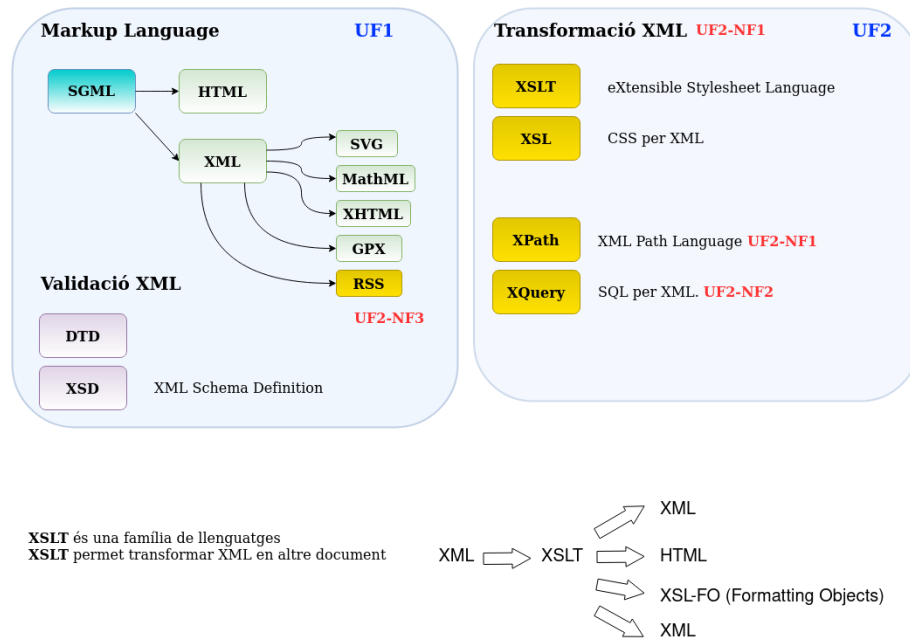 Markup Language UF1
SGML
HTML
XML
SVG
MathML
XHTML
GPX
RSS
UF2-NF3
Validació XML
DTD
XSD XML Schema Definition
Transformació XML UF2-NF1 UF2
XSLT eXtensible Stylesheet Language
XSL CSS per XML
XPath XML Path Language UF2-NF1
XQuery SQL per XML. UF2-NF2
XSLT és una família de llenguatges
XSLT permet transformar XML en altre document
XML XSLT
XML
HTML
XSL-FO (Formatting Objects)
XML